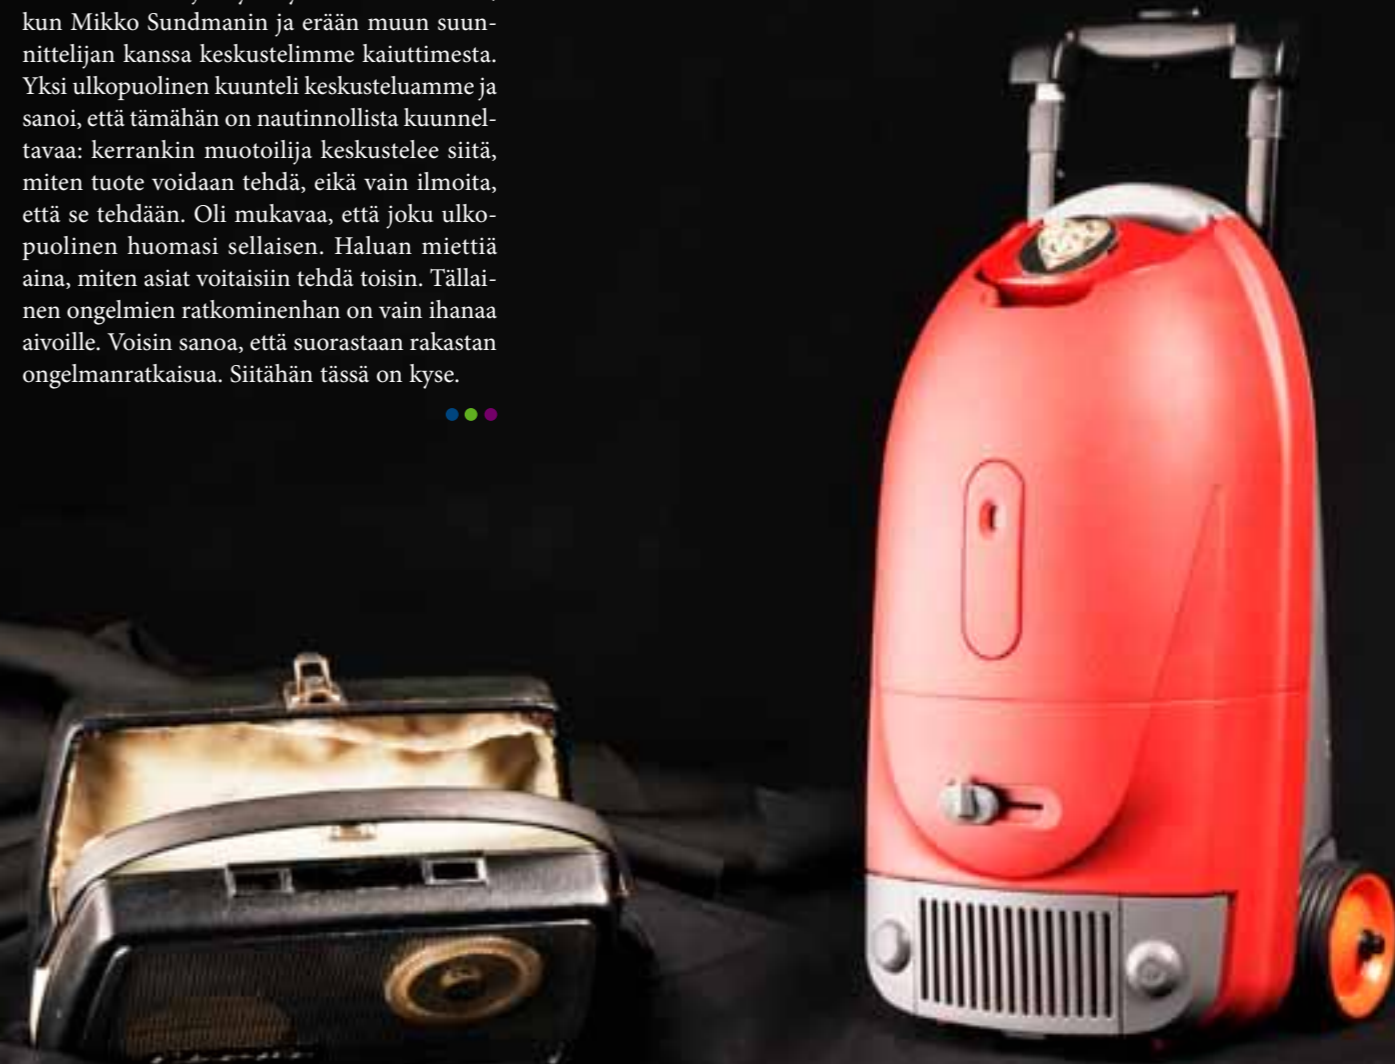 kun Mikko Sundmanin ja erään muun suun-
nittelijan kanssa keskustelimme kaiuttimesta.
Yksi ulkopuolinen kuunteli keskusteluamme ja
sanoi, että tämähän on nautinnollista kuunnel-
tavaa: kerrankin muotoilija keskustelee siitä,
miten tuote voidaan tehdä, eikä vain ilmoita,
että se tehdään. Oli mukavaa, että joku ulko-
puolinen huomasi sellaisen. Haluan miettiä
aina, miten asiat voitaisiin tehdä toisin. Tällai-
nen ongelmien ratkominenhan on vain ihanaa
aivoille. Voisin sanoa, että suorastaan rakastan
ongelmanratkaisua. Siitähän tässä on kyse.